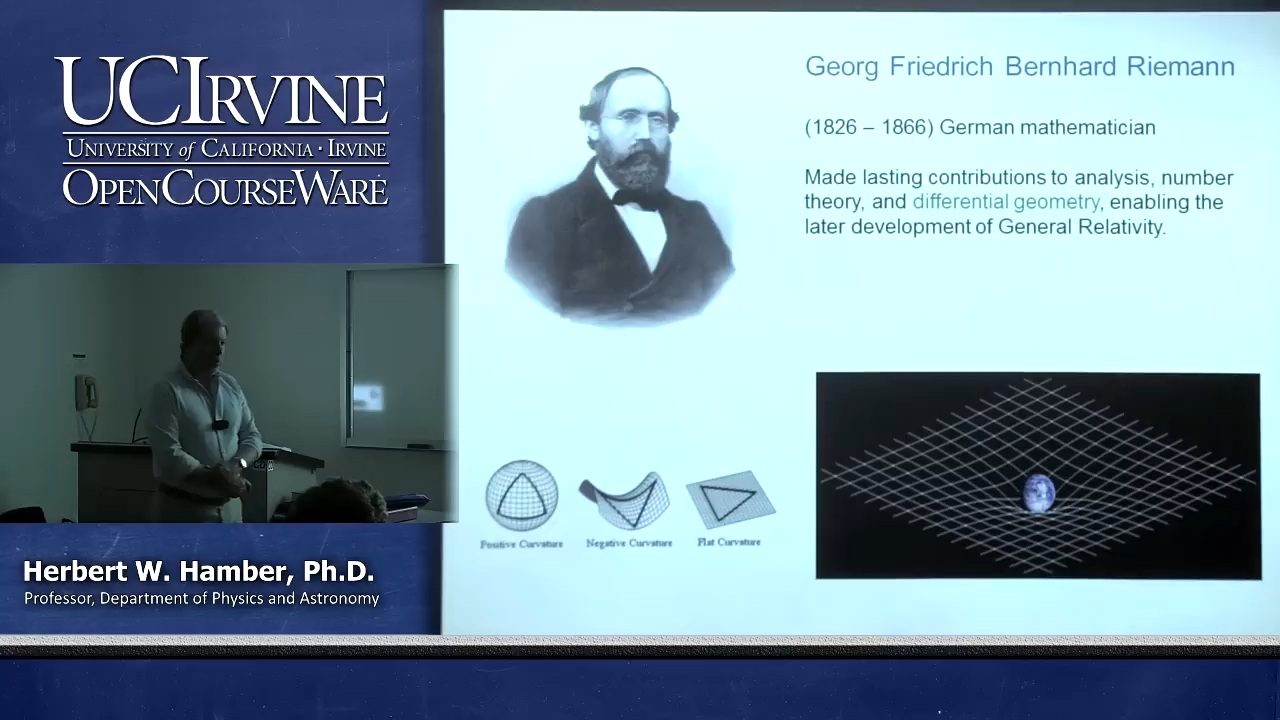 UCIRVINE
UNIVERSITY of CALIFORNIA · IRVINE
OPENCOURSEWARE
Herbert W. Hamber, Ph.D.
Professor, Department of Physics and Astronomy
Georg Friedrich Bernhard Riemann
(1826 – 1866) German mathematician
Made lasting contributions to analysis, number
theory, and differential geometry, enabling the
later development of General Relativity.
Positive Curvature
Negative Curvature
Flat Curvature